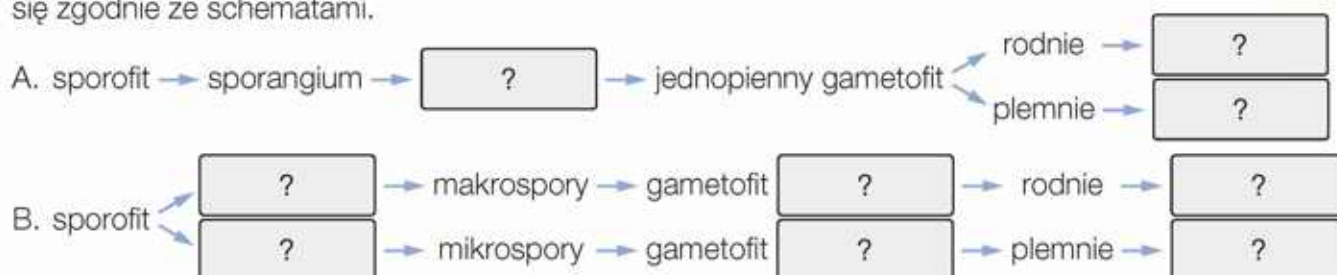 się zgodnie ze schematami.
A. sporofit sporangium ? jednopienny gametofit rodnie ?
plemnie ?
B. sporofit ? makrospory gametofit ? rodnie ?
? mikrospory gametofit ? plemnie ?